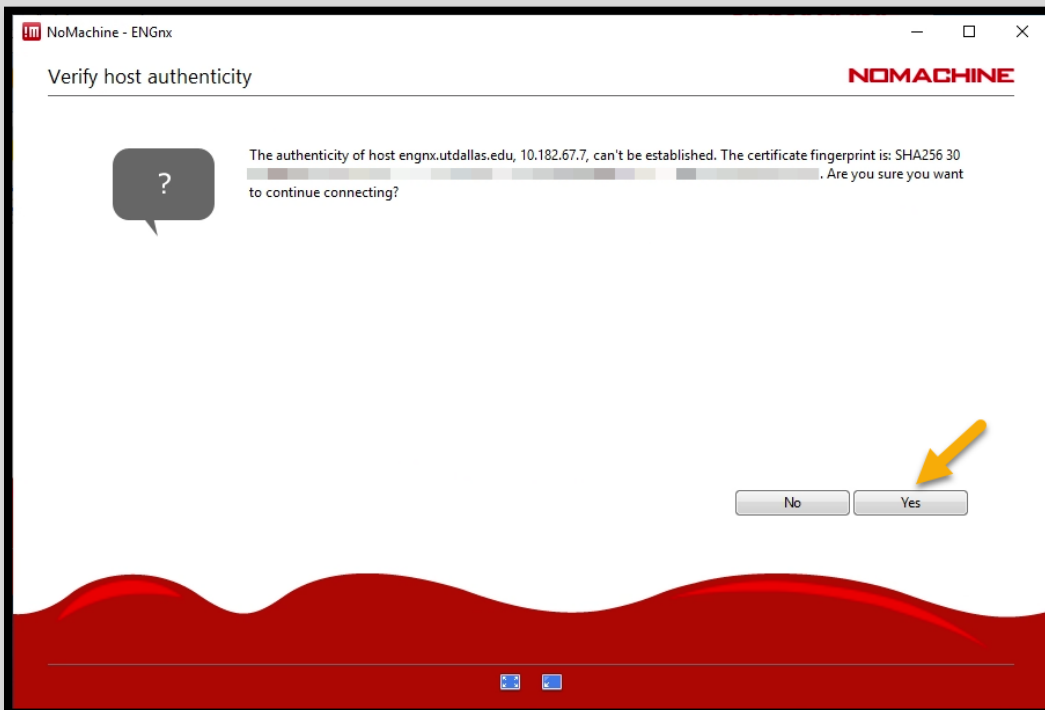 NoMachine - ENGnx
Verify host authenticity
NOMACHINE
The authenticity of host engnx.utdallas.edu, 10.182.67.7, can't be established. The certificate fingerprint is: SHA256 30
. Are you sure you want
to continue connecting?
?
No
Yes